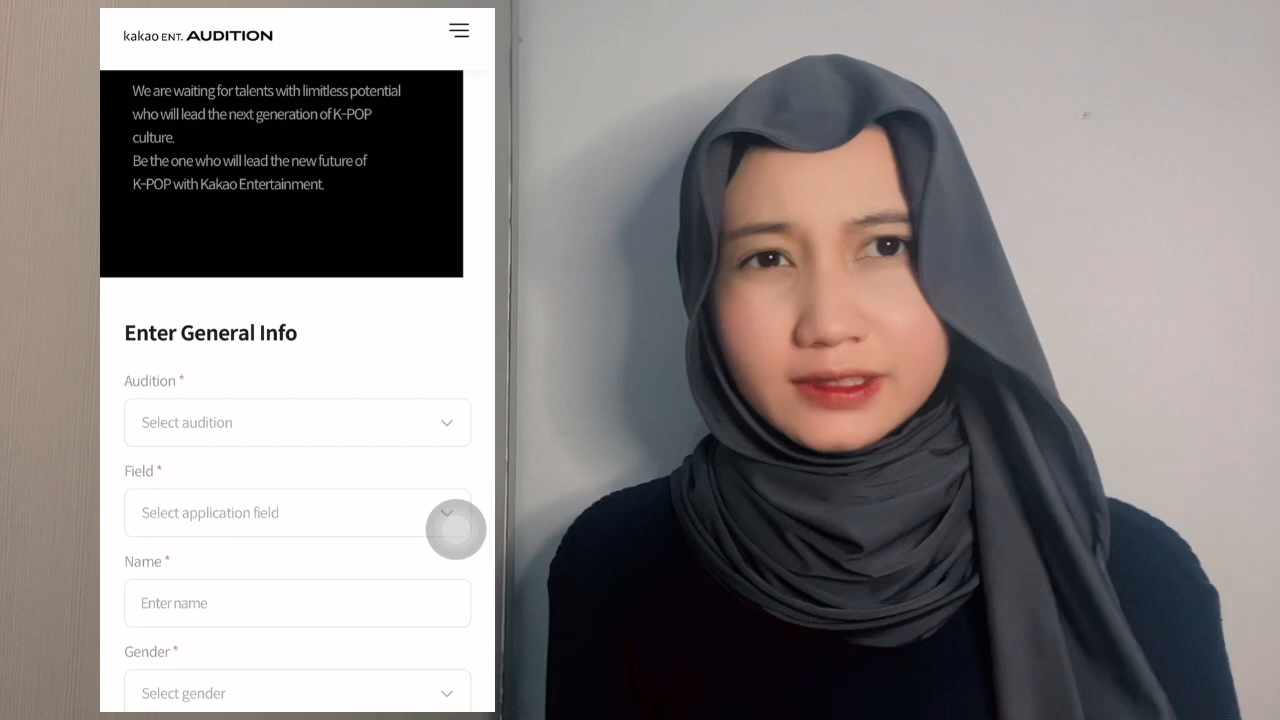 kakao ENT. AUDITION
We are waiting for talents with limitless potential
who will lead the next generation of K-POP
culture.
Be the one who will lead the new future of
K-POP with Kakao Entertainment.
Enter General Info
Audition *
Select audition
Field *
Select application field
Name *
Enter name
Gender *
Select gender